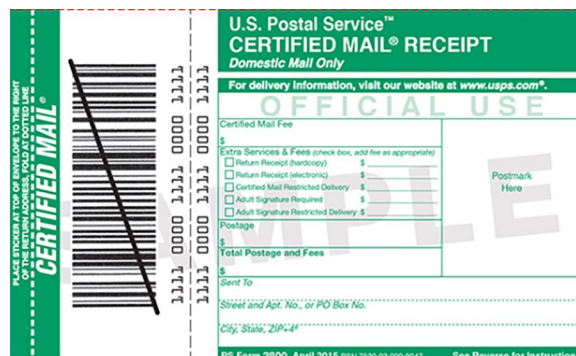 PLACE STICKER AT TOP OF ENVELOPE TO THE RIGHT
OF THE RETURN ADDRESS, FOLD AT DOTTED LINE
CERTIFIED MAIL®
1111 0000 1111 0000 1111
1111 0000 1111 0000 1111
U.S. Postal Service™
CERTIFIED MAIL® RECEIPT
Domestic Mail Only
For delivery information, visit our website at www.usps.com®.
OFFICIAL USE
SAMPLE
Certified Mail Fee
$
Extra Services & Fees (check box, add fee as appropriate)
Return Receipt (hardcopy) $
Return Receipt (electronic) $
Certified Mail Restricted Delivery $
Adult Signature Required $
Adult Signature Restricted Delivery $
Postmark
Here
Postage
$
Total Postage and Fees
$
Sent To
Street and Apt. No., or PO Box No.
City, State, ZIP+4®
PS Form 3800, April 2015 PSN 7530-02-000-9047 See Reverse for Instructions